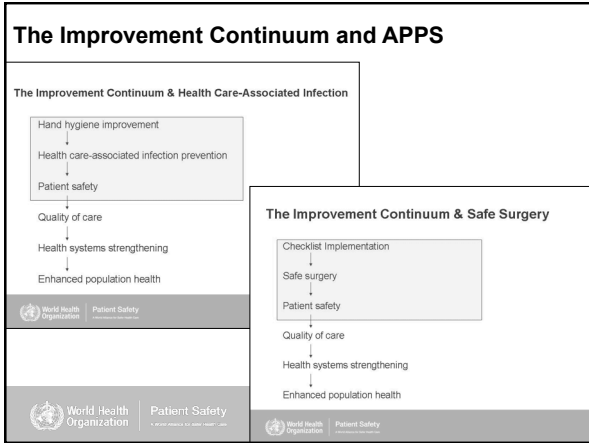 The Improvement Continuum and APPS
The Improvement Continuum & Health Care-Associated Infection
Hand hygiene improvement
Health care-associated infection prevention
Patient safety
Quality of care
Health systems strengthening
Enhanced population health
World Health
Organization
Patient Safety
The Improvement Continuum & Safe Surgery
Checklist Implementation
Safe surgery
Patient safety
Quality of care
Health systems strengthening
Enhanced population health
World Health
Organization
Patient Safety
World Health
Organization
Patient Safety